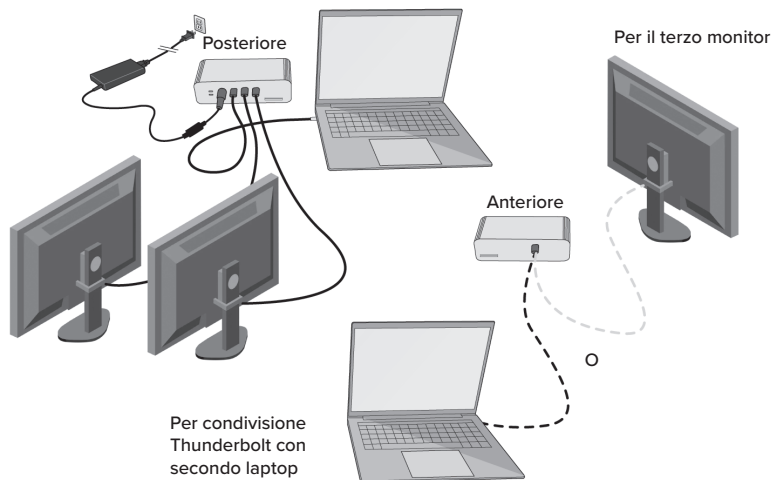 Posteriore
Per il terzo monitor
Anteriore
O
Per condivisione
Thunderbolt con
secondo laptop